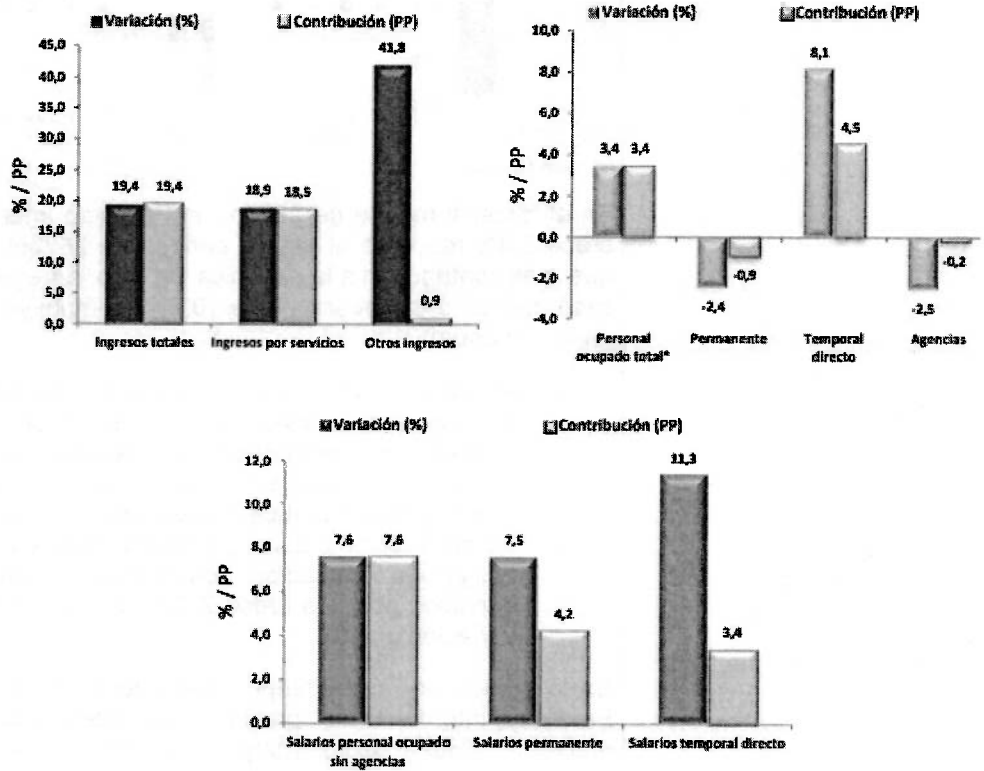 Variación (%) Contribución (PP)
45,0
40,0
35,0
30,0
25,0
20,0
15,0
10,0
5,0
0,0
% / PP
19,4 19,4
18,9 18,5
41,8
0,9
Ingresos totales Ingresos por servicios Otros ingresos
Variación (%) Contribución (PP)
10,0
8,0
6,0
4,0
2,0
0,0
-2,0
-4,0
% / PP
3,4 3,4
-2,4 -0,9
8,1 4,5
-2,5 -0,2
Personal
ocupado total*
Permanente
Temporal
directo
Agencias
Variación (%) Contribución (PP)
12,0
10,0
8,0
6,0
4,0
2,0
0,0
% / PP
7,6 7,6
7,5 4,2
11,3 3,4
Salarios personal ocupado
sin agencias
Salarios permanente
Salarios temporal directo